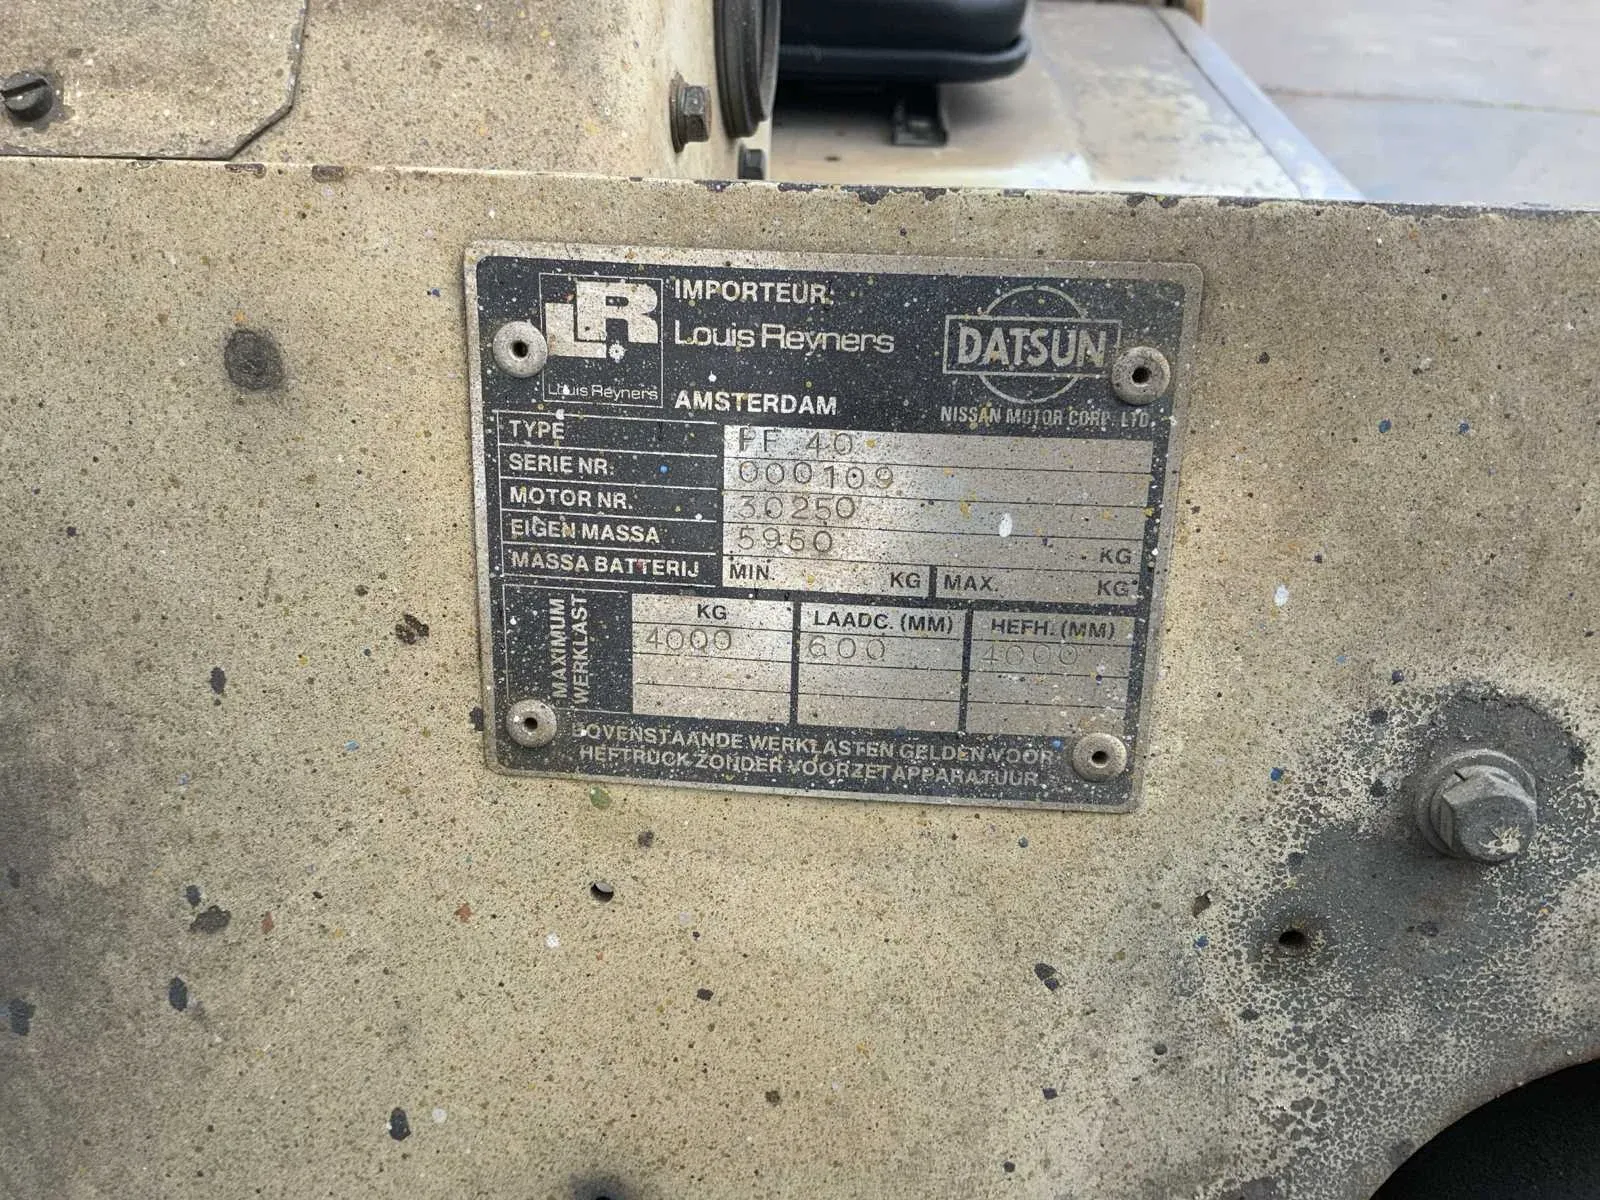 LR
Louis Reyners
IMPORTEUR:
Louis Reyners
AMSTERDAM
DATSUN
NISSAN MOTOR CORP. LTD.
TYPE FF 40
SERIE NR. 000109
MOTOR NR. 30250
EIGEN MASSA 5950 KG
MASSA BATTERIJ MIN. KG MAX. KG
MAXIMUM WERKLAST
KG LAADC. (MM) HEFH. (MM)
4000 600 4000
BOVENSTAANDE WERKLASTEN GELDEN VOOR
HEFTRUCK ZONDER VOORZETAPPARATUUR